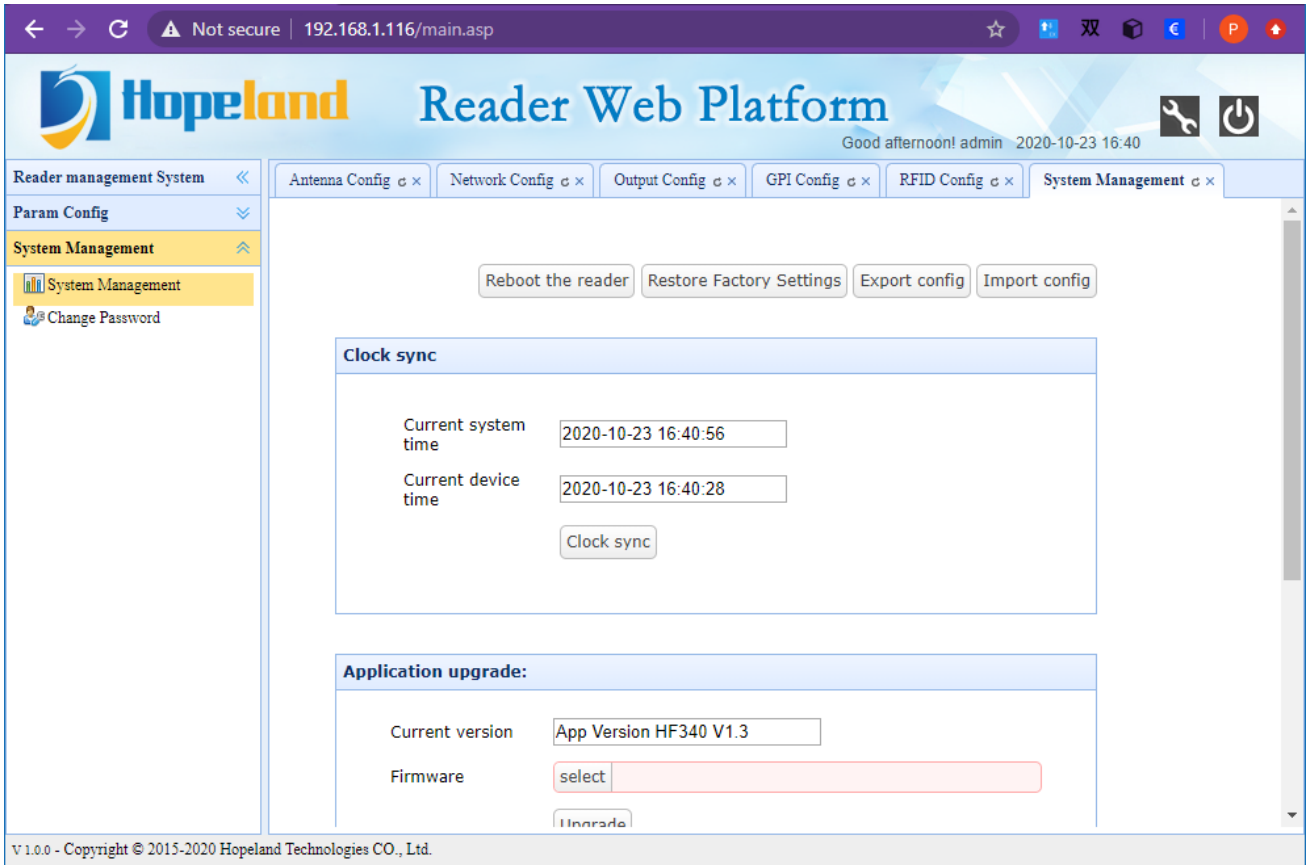 Not secure 192.168.1.116/main.asp
双 € P
Hopeland Reader Web Platform
Good afternoon! admin 2020-10-23 16:40
Reader management System
Param Config
System Management
System Management
Change Password
Antenna Config Network Config Output Config GPI Config RFID Config System Management
Reboot the reader Restore Factory Settings Export config Import config
Clock sync
Current system
time
2020-10-23 16:40:56
Current device
time
2020-10-23 16:40:28
Clock sync
Application upgrade:
Current version App Version HF340 V1.3
Firmware select
Upgrade
V 1.0.0 - Copyright © 2015-2020 Hopeland Technologies CO., Ltd.